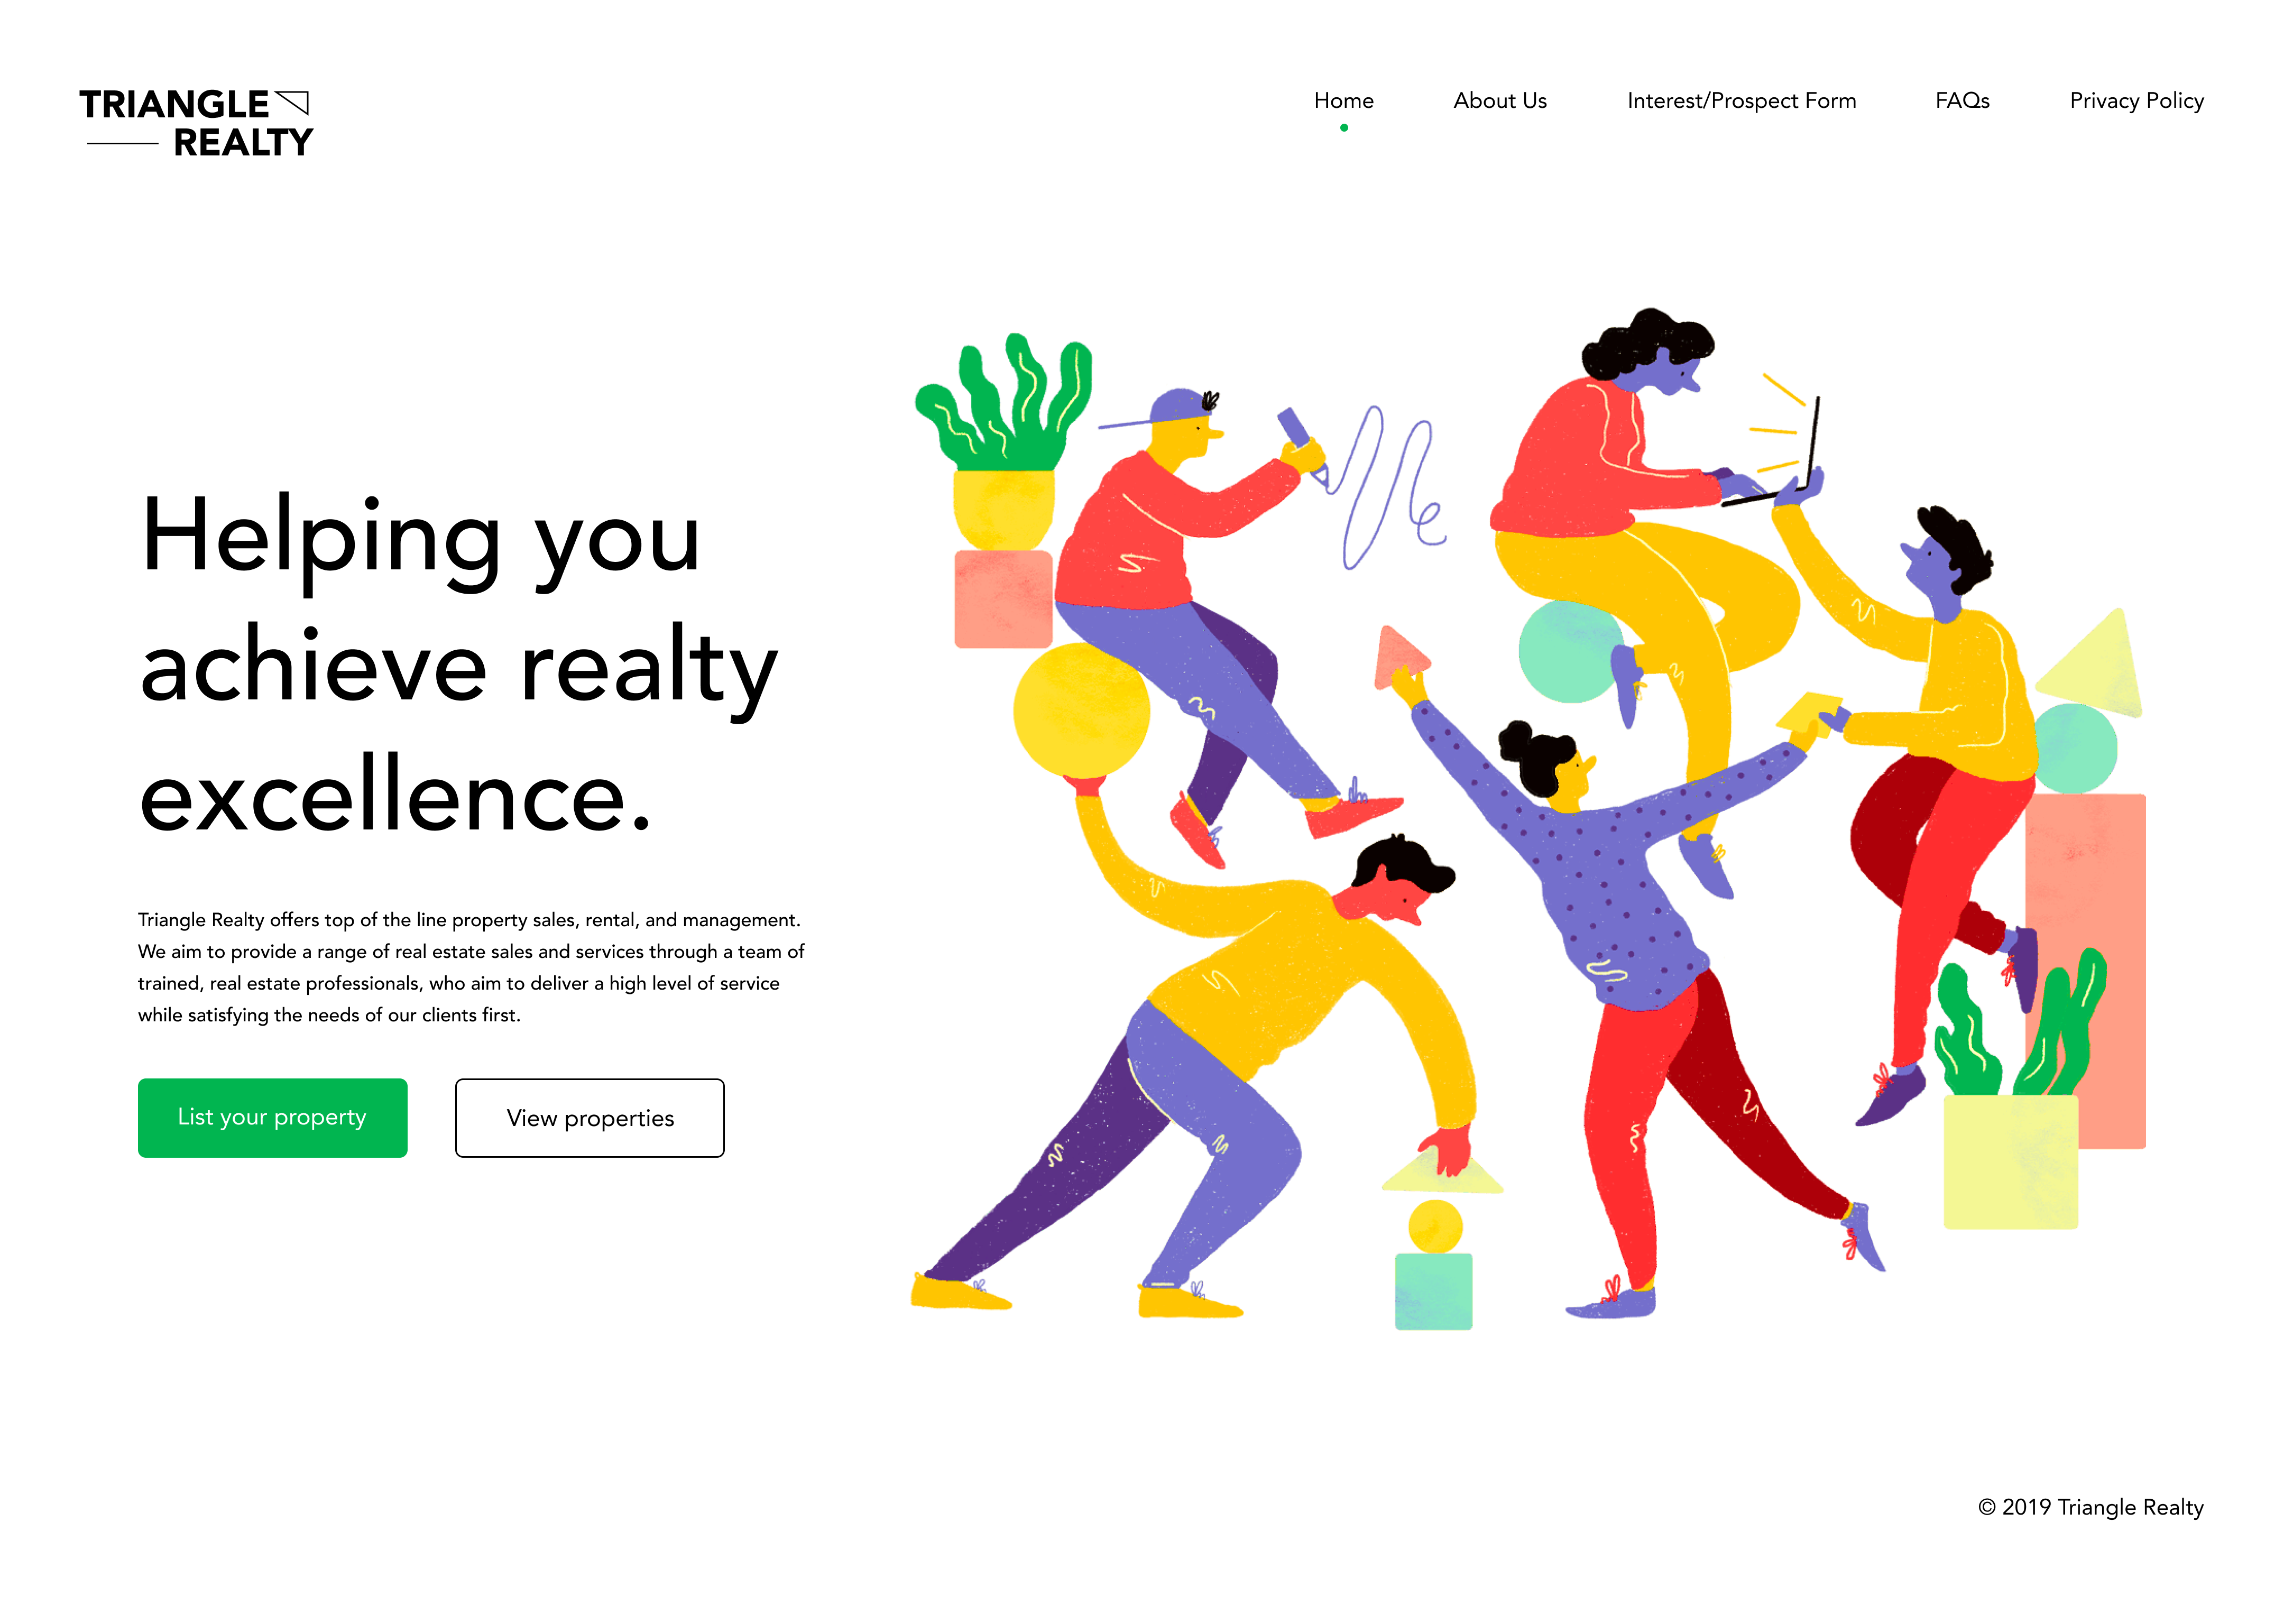 TRIANGLE
REALTY
Home About Us Interest/Prospect Form FAQs Privacy Policy
Helping you
achieve realty
excellence.
Triangle Realty offers top of the line property sales, rental, and management.
We aim to provide a range of real estate sales and services through a team of
trained, real estate professionals, who aim to deliver a high level of service
while satisfying the needs of our clients first.
List your property View properties
© 2019 Triangle Realty